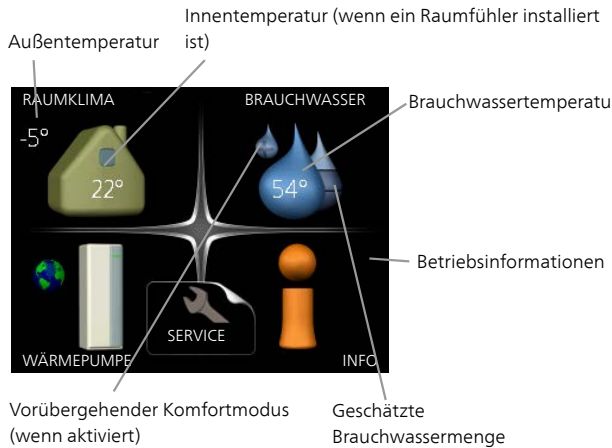 Innentemperatur (wenn ein Raumfühler installiert
ist)
Außentemperatur
RAUMKLIMA
BRAUCHWASSER
Brauchwassertemperatu
-5°
22°
54°
Betriebsinformationen
SERVICE
WÄRMEPUMPE
INFO
Vorübergehender Komfortmodus
(wenn aktiviert)
Geschätzte
Brauchwassermenge